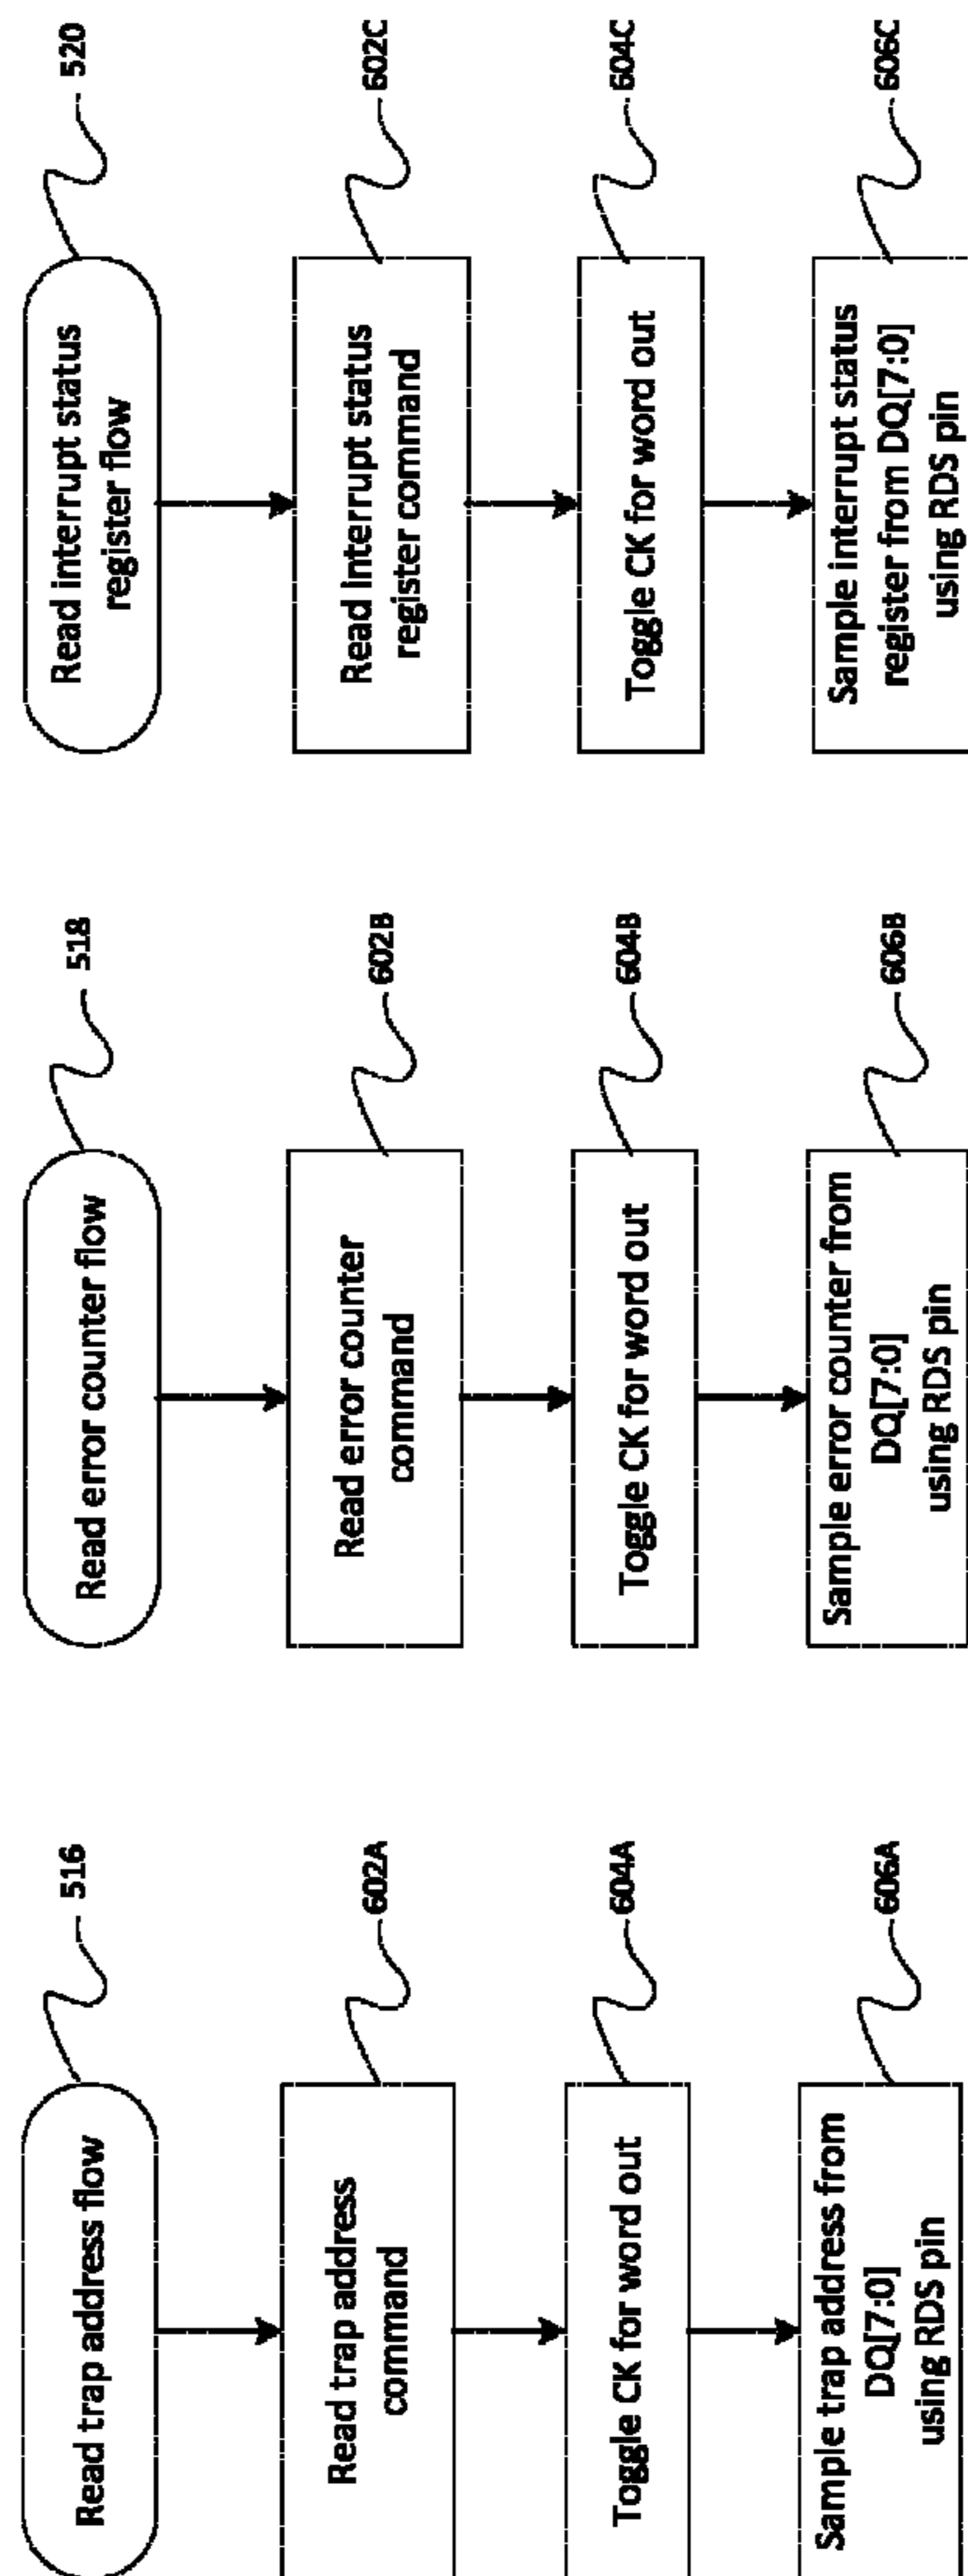 Read trap address flow
516
Read trap address
command
602A
Toggle CK for word out
604A
Sample trap address from
DQ[7:0]
using RDS pin
606A
Read error counter flow
518
Read error counter
command
602B
Toggle CK for word out
604B
Sample error counter from
DQ[7:0]
using RDS pin
606B
Read interrupt status
register flow
520
Read interrupt status
register command
602C
Toggle CK for word out
604C
Sample interrupt status
register from DQ[7:0]
using RDS pin
606C